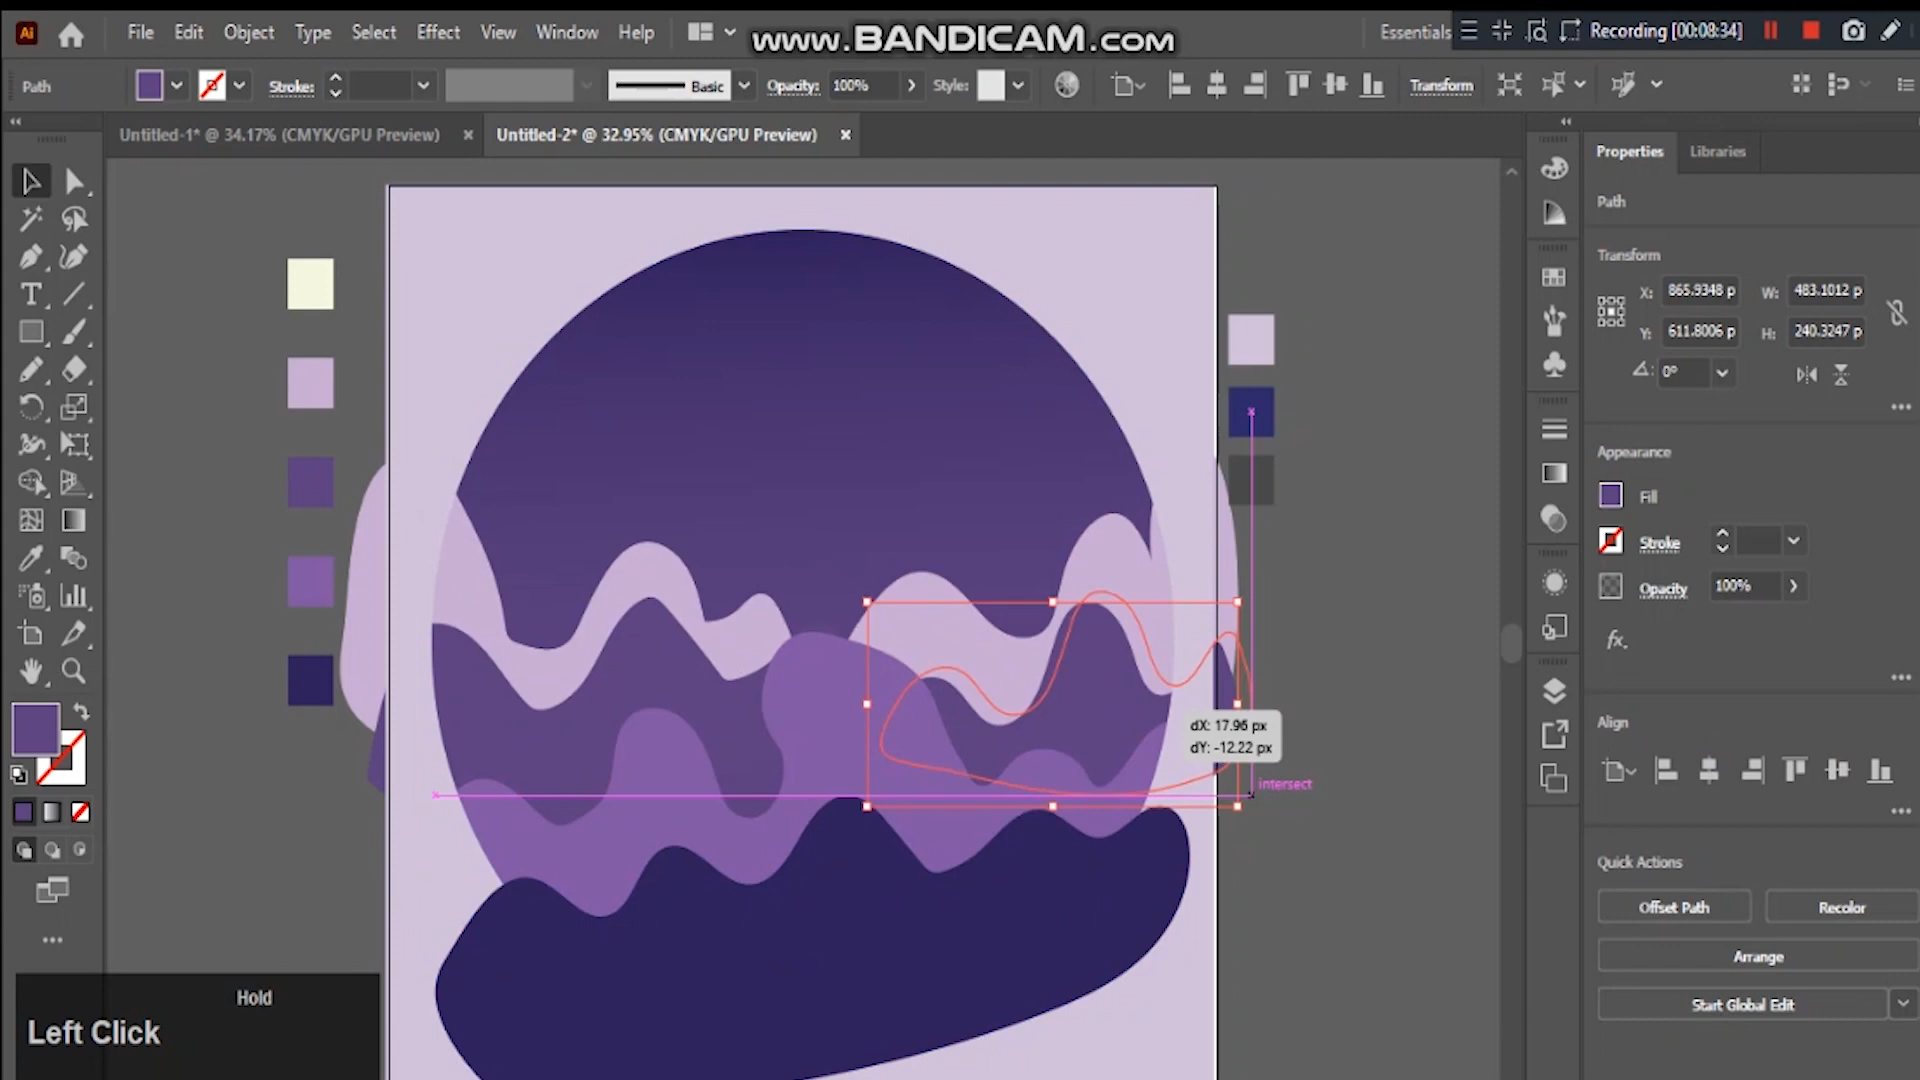 Ai File Edit Object Type Select Effect View Window Help www.BANDICAM.com Essentials Recording [00:08:34]
Path Stroke: Basic Opacity: 100% Style: Transform
Untitled-1* @ 34.17% (CMYK/GPU Preview) × Untitled-2* @ 32.95% (CMYK/GPU Preview) ×
Properties Libraries
Path
Transform
X: 865.9348 p W: 483.1012 p
Y: 611.8006 p H: 240.3247 p
0°
Appearance
Fill
Stroke
Opacity 100%
fx.
dX: 17.96 px
dY: -12.22 px
intersect
Align
Quick Actions
Offset Path Recolor
Arrange
Start Global Edit
Hold
Left Click